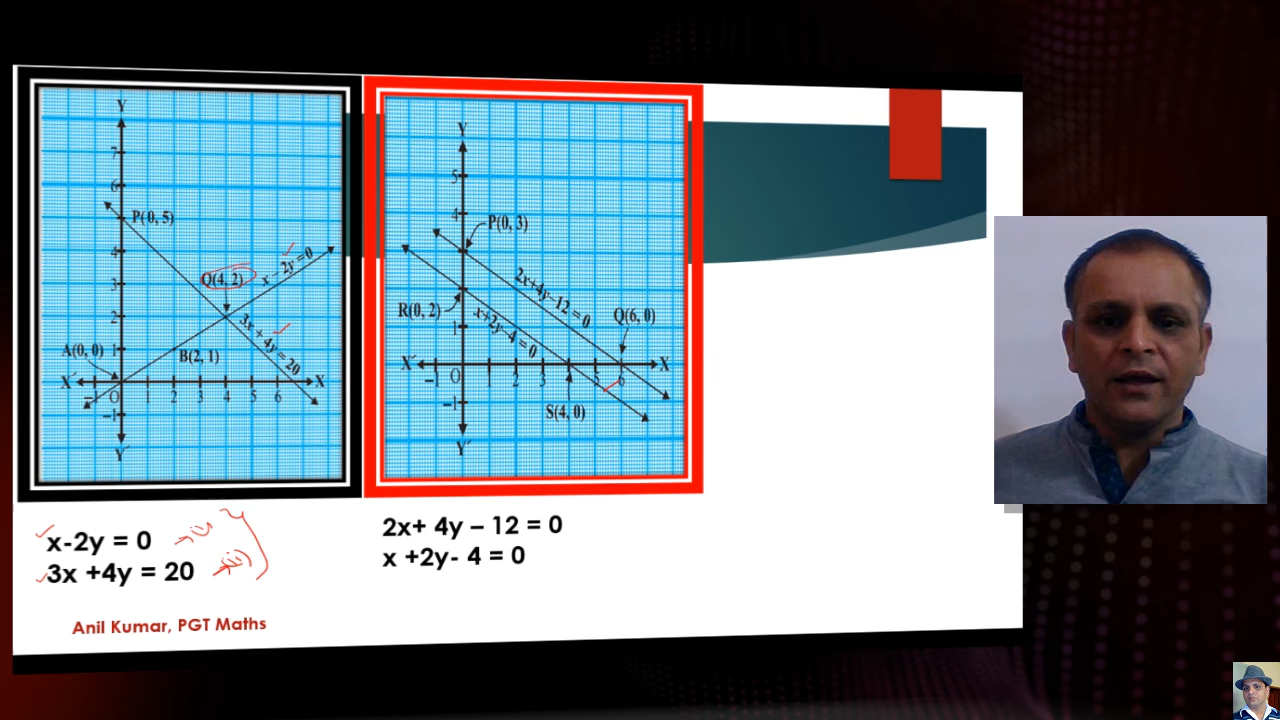 Y
7
6
P(0, 5)
4
3
Q(4, 2)
x – 2y = 0
2
3x + 4y = 20
1
A(0, 0)
B(2, 1)
X′
X
O
1 2 3 4 5 6
–1
Y′
Y
5
4
P(0, 3)
2x+4y–12 = 0
R(0, 2)
x+2y–4 = 0
Q(6, 0)
1
X′
X
–1 O 1 2 3 5 6
S(4, 0)
–1
Y′
x-2y = 0
3x +4y = 20
2x+ 4y – 12 = 0
x +2y- 4 = 0
Anil Kumar, PGT Maths